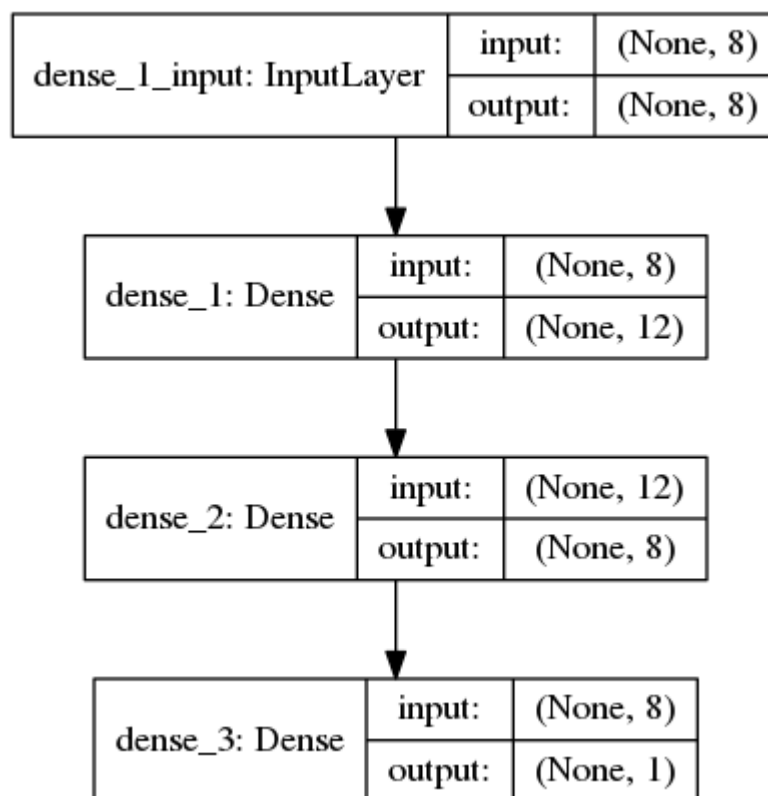 dense_1_input: InputLayer
input: (None, 8)
output: (None, 8)
dense_1: Dense
input: (None, 8)
output: (None, 12)
dense_2: Dense
input: (None, 12)
output: (None, 8)
dense_3: Dense
input: (None, 8)
output: (None, 1)